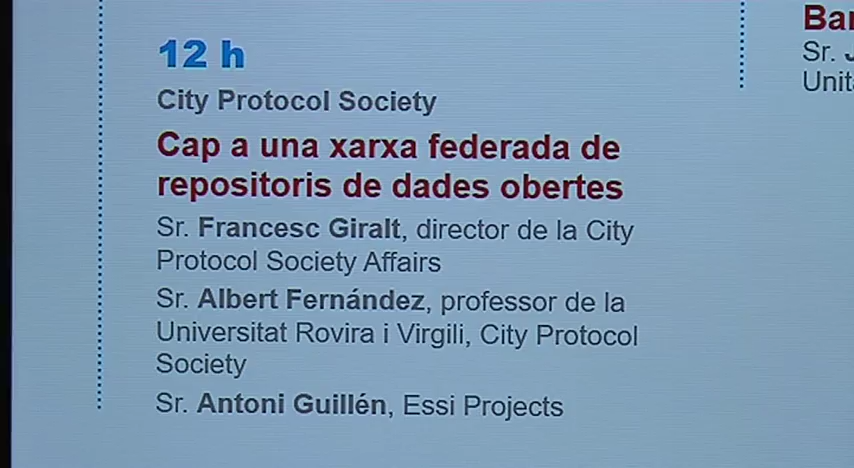 12 h
City Protocol Society
Cap a una xarxa federada de
repositoris de dades obertes
Sr. Francesc Giralt, director de la City
Protocol Society Affairs
Sr. Albert Fernández, professor de la
Universitat Rovira i Virgili, City Protocol
Society
Sr. Antoni Guillén, Essi Projects
Sr.